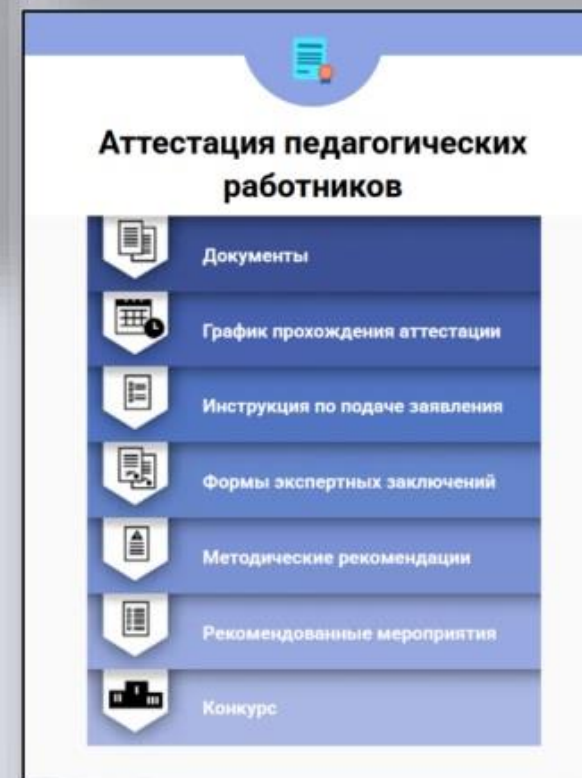 Аттестация педагогических
работников
Документы
График прохождения аттестации
Инструкция по подаче заявления
Формы экспертных заключений
Методические рекомендации
Рекомендованные мероприятия
Конкурс